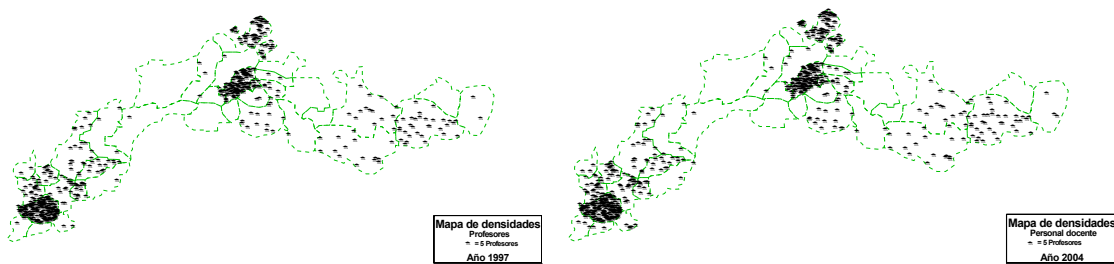 Mapa de densidades
Profesores
= 5 Profesores
Año 1997
Mapa de densidades
Personal docente
= 5 Profesores
Año 2004